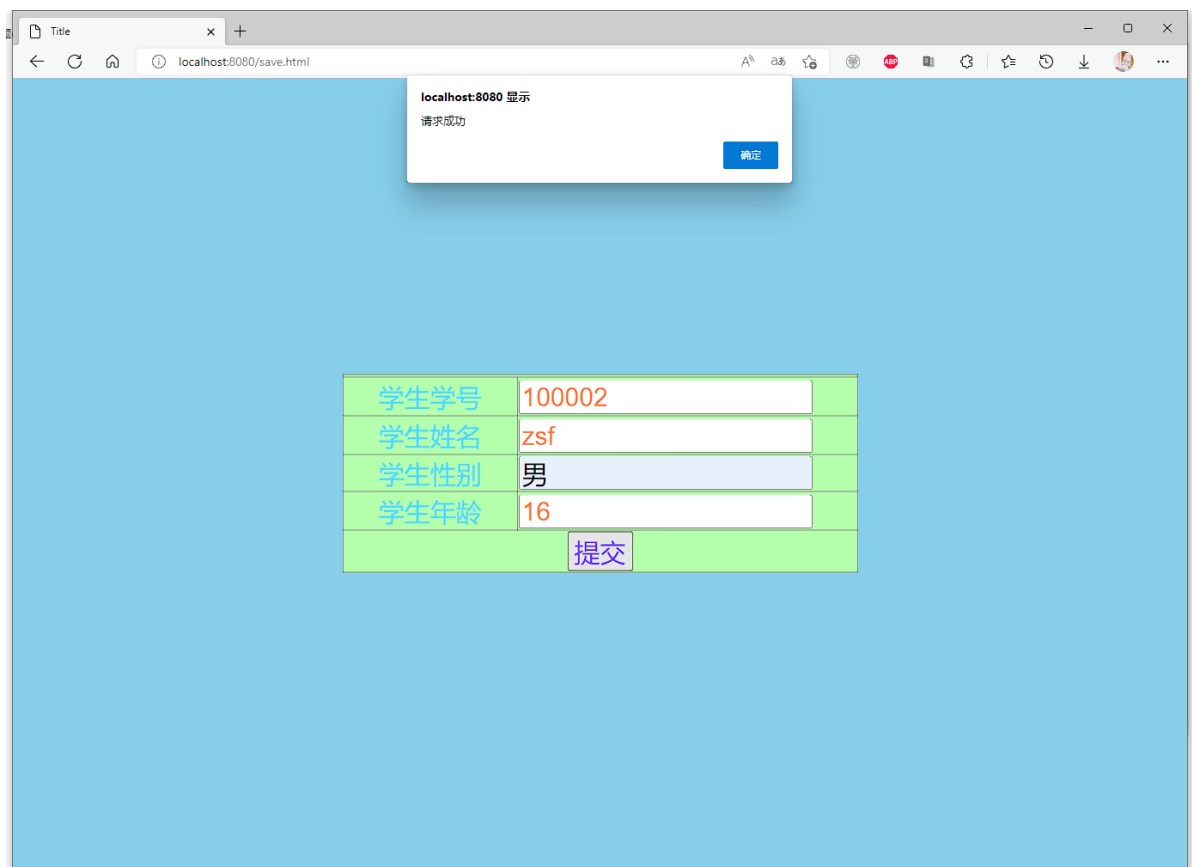 Title
localhost:8080/save.html
ABP
localhost:8080 显示
请求成功
确定
学生学号 100002
学生姓名 zsf
学生性别 男
学生年龄 16
提交